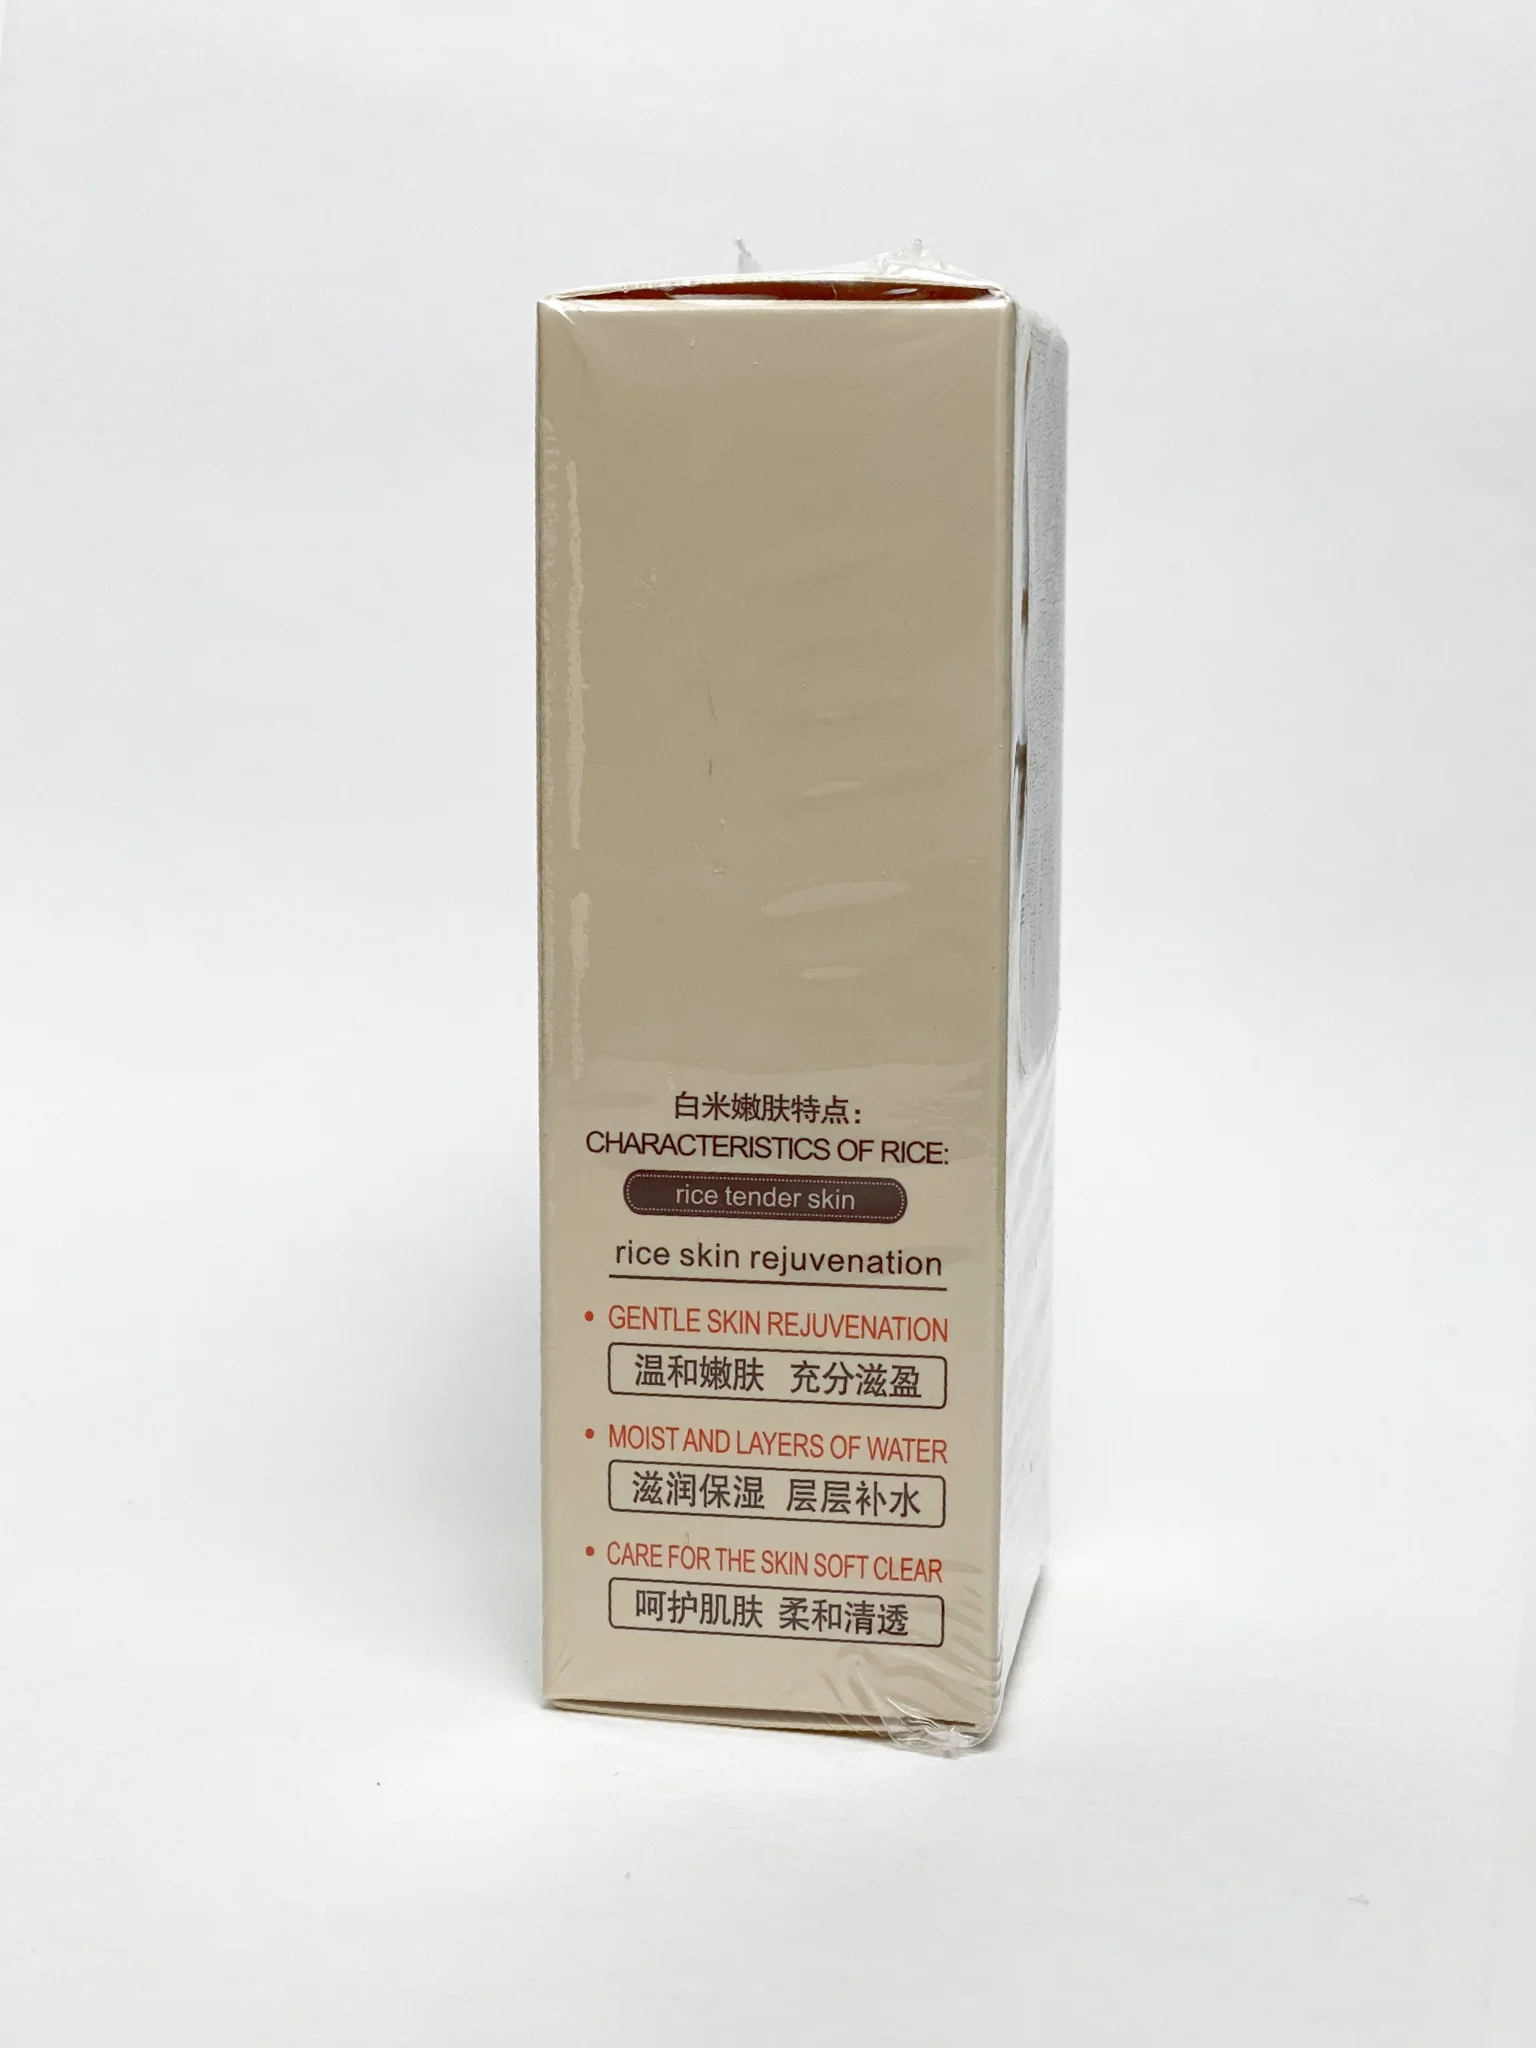 白米嫩肤特点:
CHARACTERISTICS OF RICE:
rice tender skin
rice skin rejuvenation
• GENTLE SKIN REJUVENATION
温和嫩肤 充分滋盈
• MOIST AND LAYERS OF WATER
滋润保湿 层层补水
• CARE FOR THE SKIN SOFT CLEAR
呵护肌肤 柔和清透